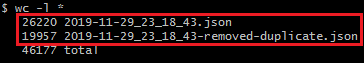 $ wc -l *
26220 2019-11-29_23_18_43.json
19957 2019-11-29_23_18_43-removed-duplicate.json
46177 total